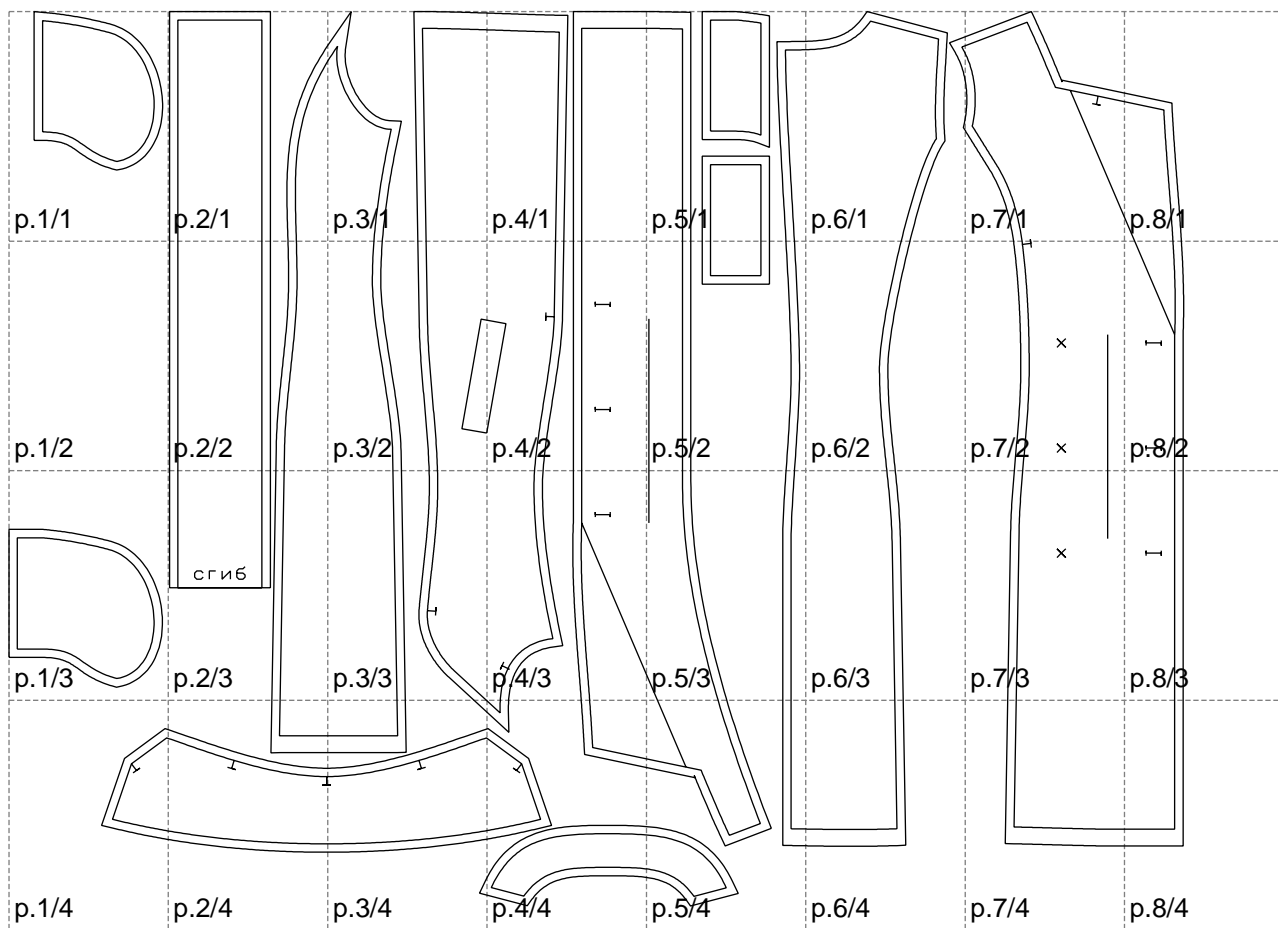 p.1/1 p.2/1 p.3/1 p.4/1 p.5/1 p.6/1 p.7/1 p.8/1
p.1/2 p.2/2 p.3/2 p.4/2 p.5/2 p.6/2 p.7/2 p.8/2
сгиб
p.1/3 p.2/3 p.3/3 p.4/3 p.5/3 p.6/3 p.7/3 p.8/3
p.1/4 p.2/4 p.3/4 p.4/4 p.5/4 p.6/4 p.7/4 p.8/4